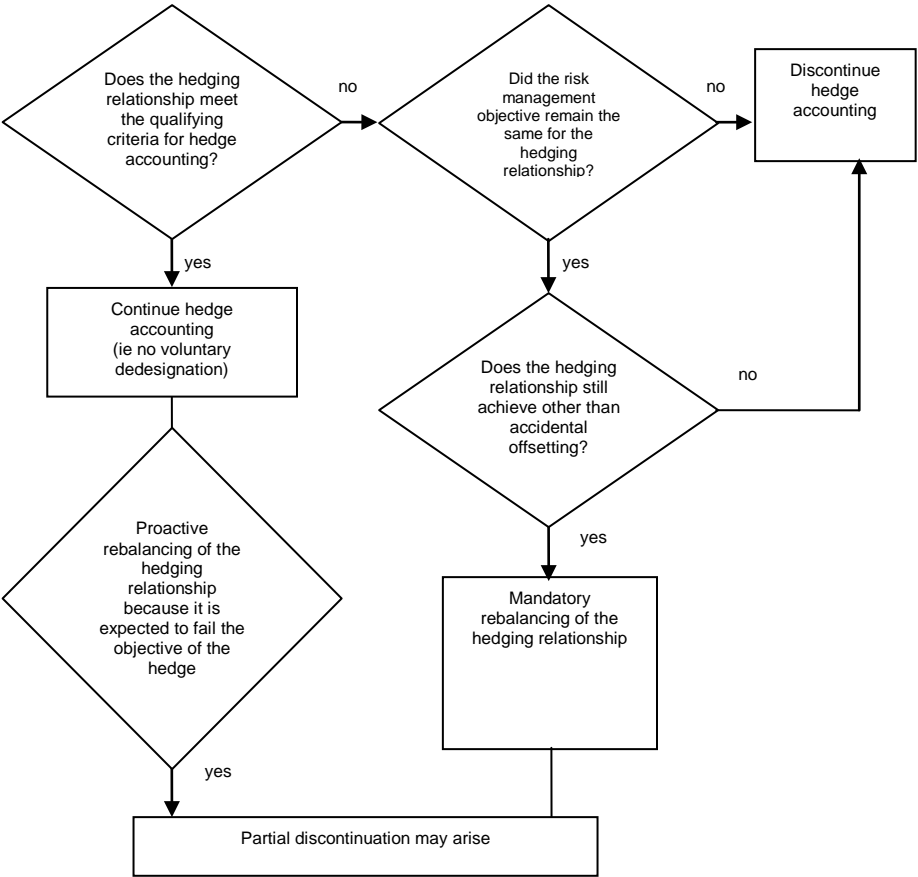 Does the hedging
relationship meet
the qualifying
criteria for hedge
accounting?
no
Did the risk
management
objective remain the
same for the
hedging
relationship?
no
Discontinue
hedge
accounting
yes
yes
Continue hedge
accounting
(ie no voluntary
dedesignation)
Does the hedging
relationship still
achieve other than
accidental
offsetting?
no
Proactive
rebalancing of the
hedging
relationship
because it is
expected to fail the
objective of the
hedge
yes
Mandatory
rebalancing of the
hedging relationship
yes
Partial discontinuation may arise